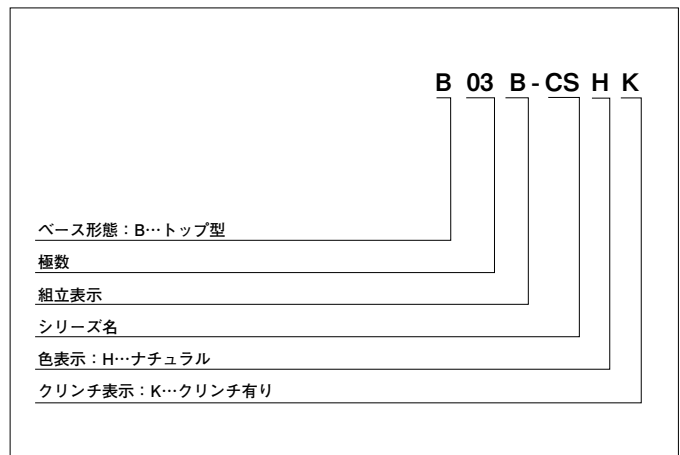 B 03 B - CS H K
ベース形態：B…トップ型
極数
組立表示
シリーズ名
色表示：H…ナチュラル
クリンチ表示：K…クリンチ有り